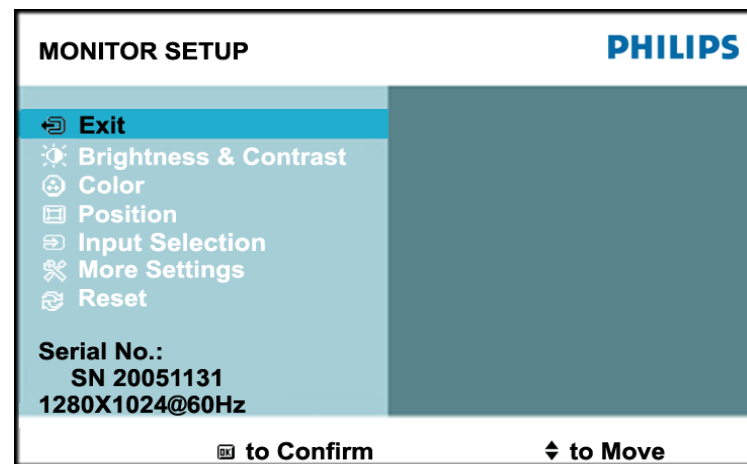 MONITOR SETUP PHILIPS
Exit
Brightness & Contrast
Color
Position
Input Selection
More Settings
Reset
Serial No.:
SN 20051131
1280X1024@60Hz
OK to Confirm to Move